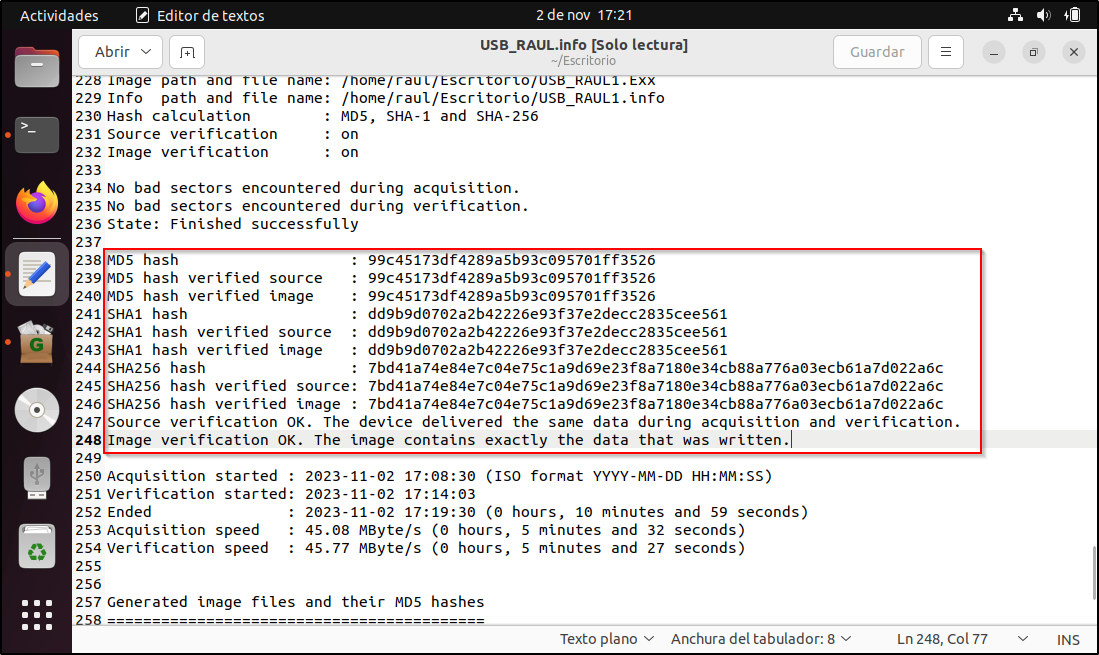 Actividades
Editor de textos
2 de nov 17:21
Abrir
USB_RAUL.info [Solo lectura]
~/Escritorio
Guardar
228 Image path and file name: /home/raul/Escritorio/USB_RAUL1.Exx
229 Info  path and file name: /home/raul/Escritorio/USB_RAUL1.info
230 Hash calculation        : MD5, SHA-1 and SHA-256
231 Source verification     : on
232 Image verification      : on
233
234 No bad sectors encountered during acquisition.
235 No bad sectors encountered during verification.
236 State: Finished successfully
237
238 MD5 hash                   : 99c45173df4289a5b93c095701ff3526
239 MD5 hash verified source   : 99c45173df4289a5b93c095701ff3526
240 MD5 hash verified image    : 99c45173df4289a5b93c095701ff3526
241 SHA1 hash                  : dd9b9d0702a2b42226e93f37e2decc2835cee561
242 SHA1 hash verified source  : dd9b9d0702a2b42226e93f37e2decc2835cee561
243 SHA1 hash verified image   : dd9b9d0702a2b42226e93f37e2decc2835cee561
244 SHA256 hash                : 7bd41a74e84e7c04e75c1a9d69e23f8a7180e34cb88a776a03ecb61a7d022a6c
245 SHA256 hash verified source: 7bd41a74e84e7c04e75c1a9d69e23f8a7180e34cb88a776a03ecb61a7d022a6c
246 SHA256 hash verified image : 7bd41a74e84e7c04e75c1a9d69e23f8a7180e34cb88a776a03ecb61a7d022a6c
247 Source verification OK. The device delivered the same data during acquisition and verification.
248 Image verification OK. The image contains exactly the data that was written.
249
250 Acquisition started : 2023-11-02 17:08:30 (ISO format YYYY-MM-DD HH:MM:SS)
251 Verification started: 2023-11-02 17:14:03
252 Ended               : 2023-11-02 17:19:30 (0 hours, 10 minutes and 59 seconds)
253 Acquisition speed   : 45.08 MByte/s (0 hours, 5 minutes and 32 seconds)
254 Verification speed  : 45.77 MByte/s (0 hours, 5 minutes and 27 seconds)
255
256
257 Generated image files and their MD5 hashes
258 ==========================================
G
Texto plano
Anchura del tabulador: 8
Ln 248, Col 77
INS